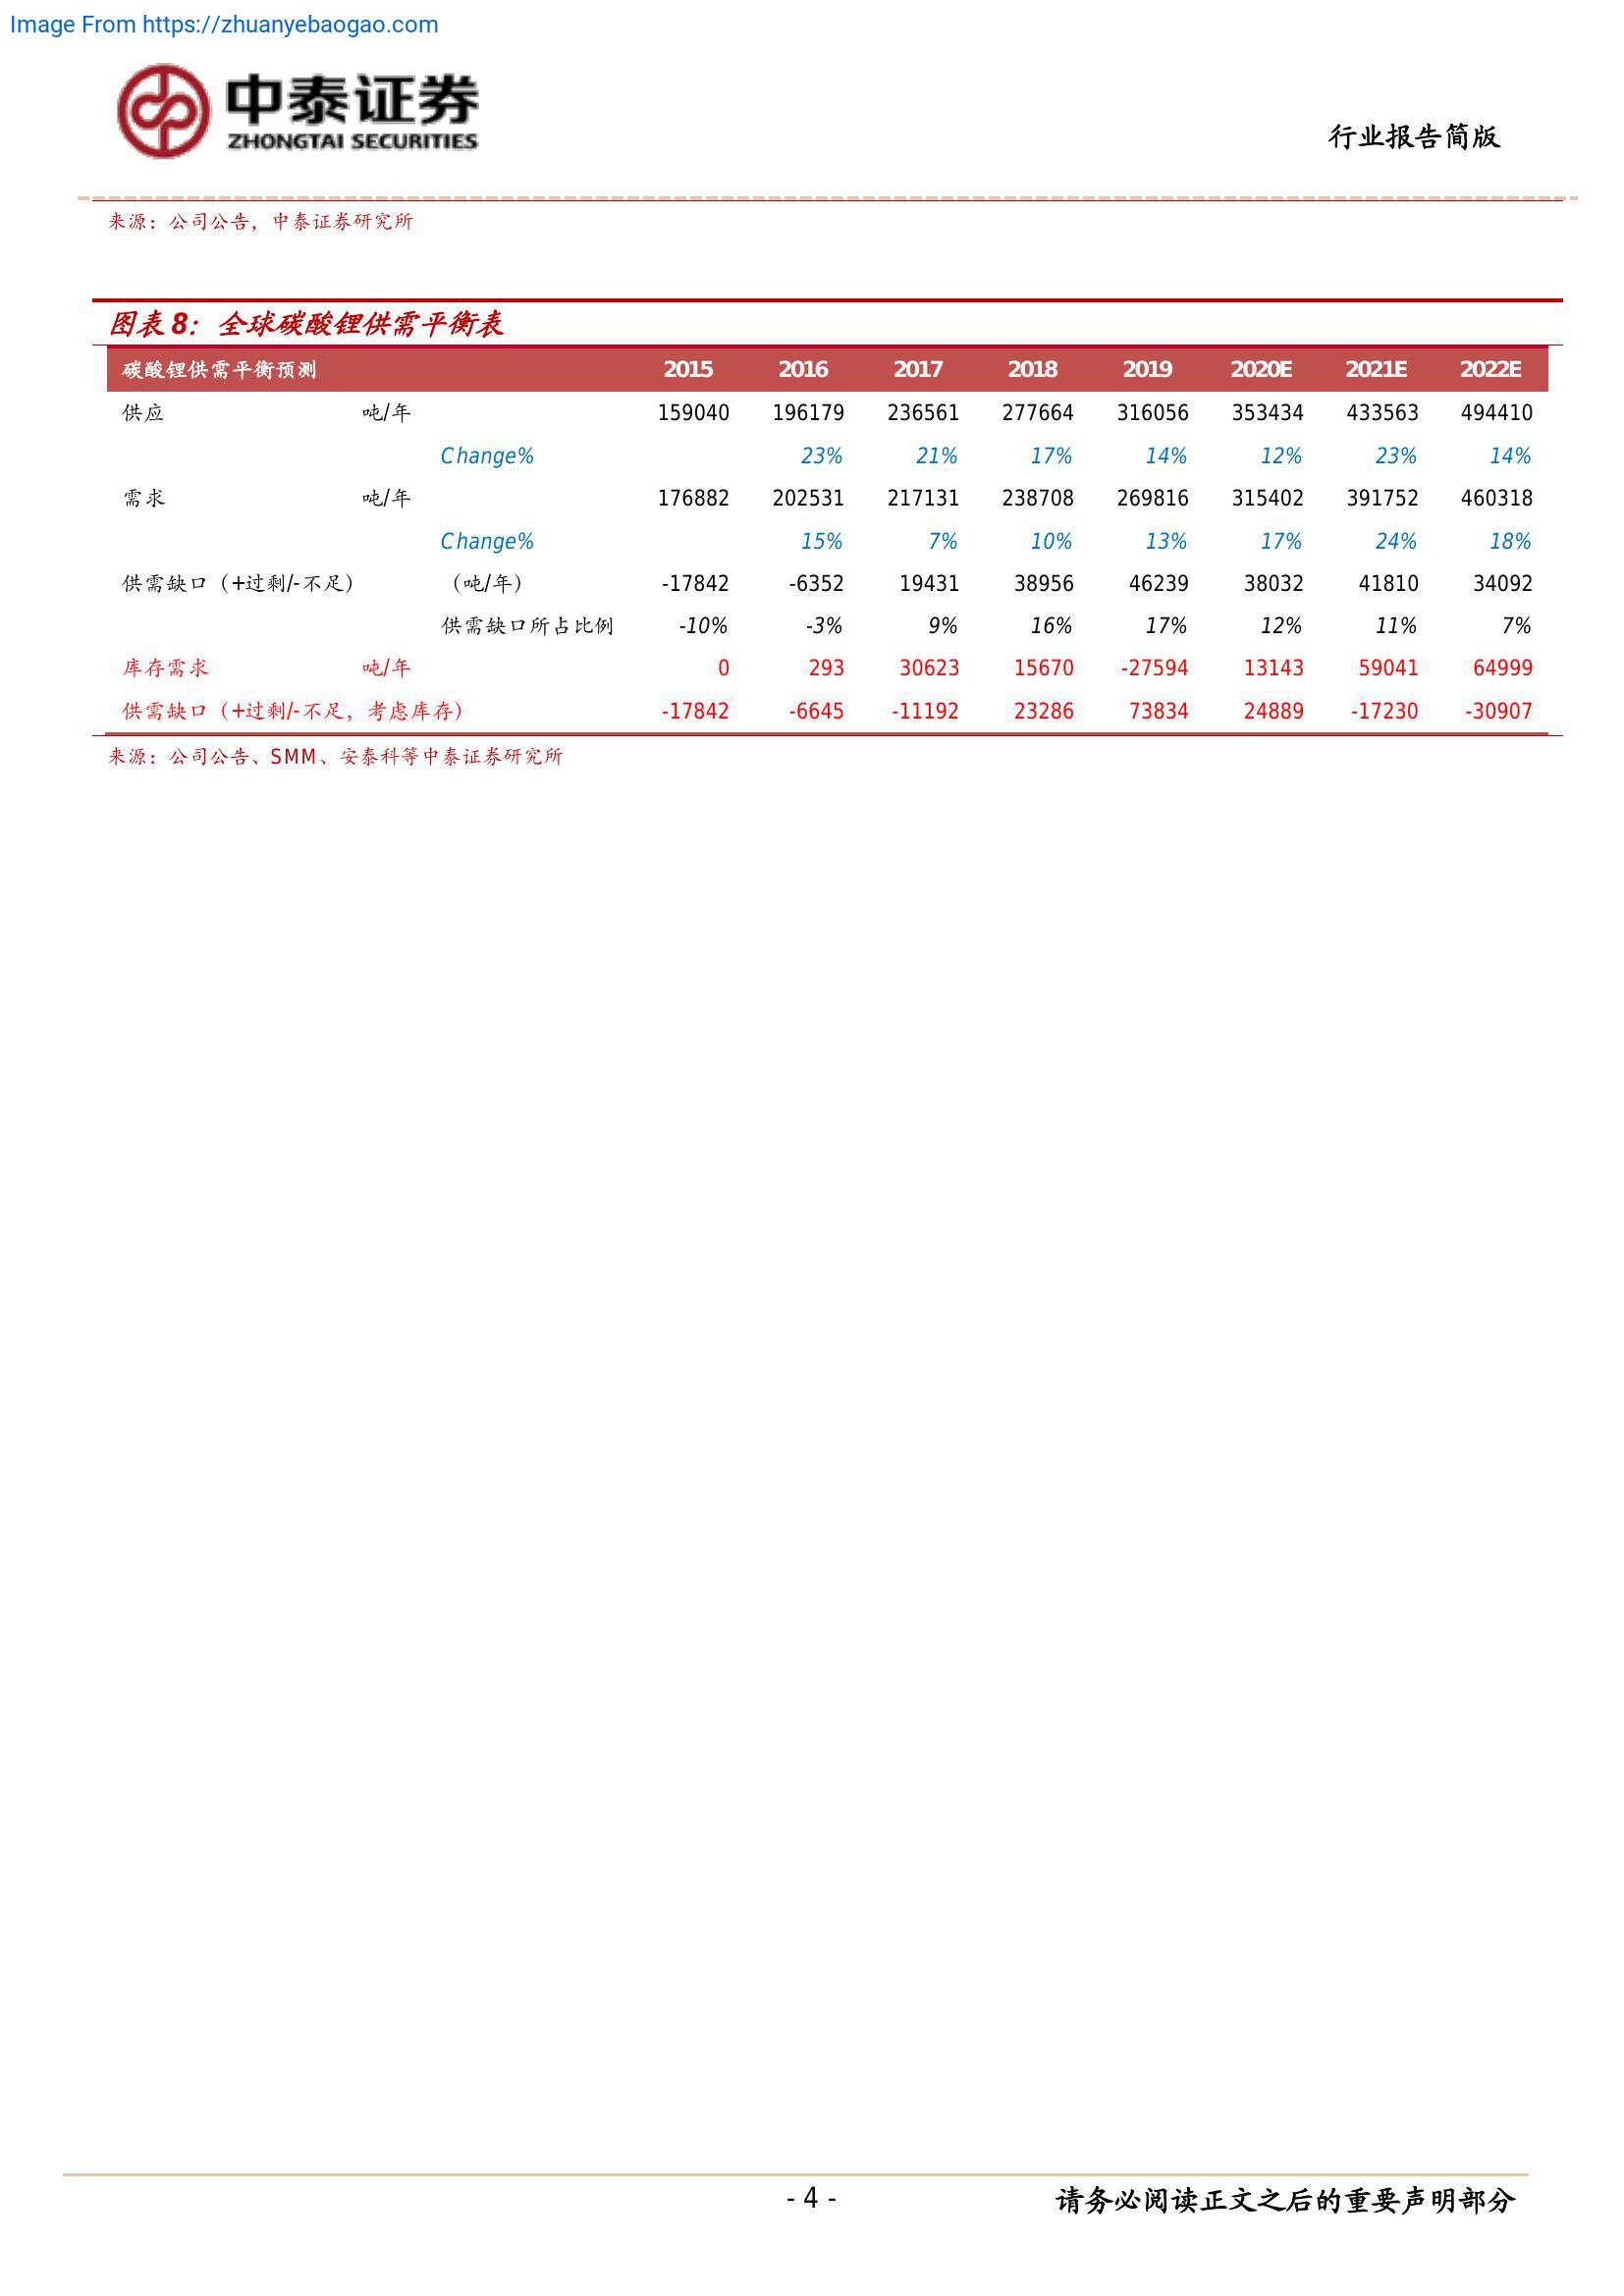 Image From https://zhuanyebaogao.com
中泰证券
ZHONGTAI SECURITIES
行业报告简版
来源：公司公告，中泰证券研究所
图表 8：全球碳酸锂供需平衡表
碳酸锂供需平衡预测 2015 2016 2017 2018 2019 2020E 2021E 2022E
供应 吨/年 159040 196179 236561 277664 316056 353434 433563 494410
Change% 23% 21% 17% 14% 12% 23% 14%
需求 吨/年 176882 202531 217131 238708 269816 315402 391752 460318
Change% 15% 7% 10% 13% 17% 24% 18%
供需缺口（+过剩/-不足） （吨/年） -17842 -6352 19431 38956 46239 38032 41810 34092
供需缺口所占比例 -10% -3% 9% 16% 17% 12% 11% 7%
库存需求 吨/年 0 293 30623 15670 -27594 13143 59041 64999
供需缺口（+过剩/-不足，考虑库存） -17842 -6645 -11192 23286 73834 24889 -17230 -30907
来源：公司公告、SMM、安泰科等中泰证券研究所
- 4 -
请务必阅读正文之后的重要声明部分